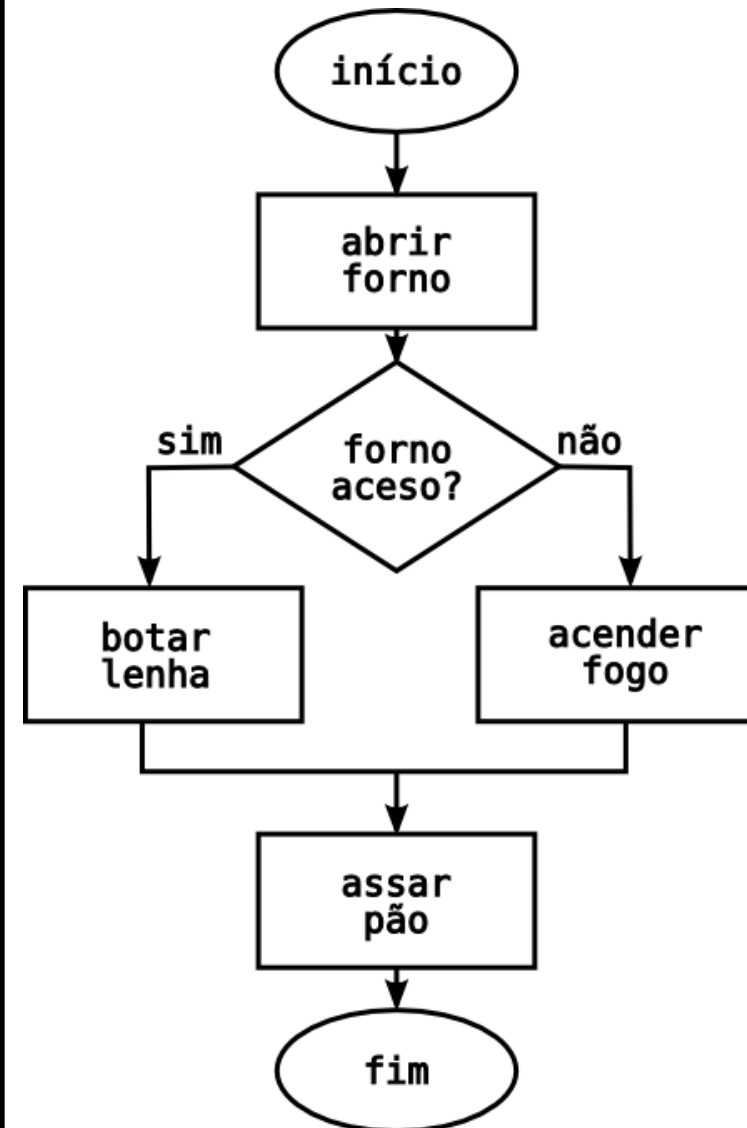 início
abrir
forno
sim
forno
aceso?
não
botar
lenha
acender
fogo
assar
pão
fim